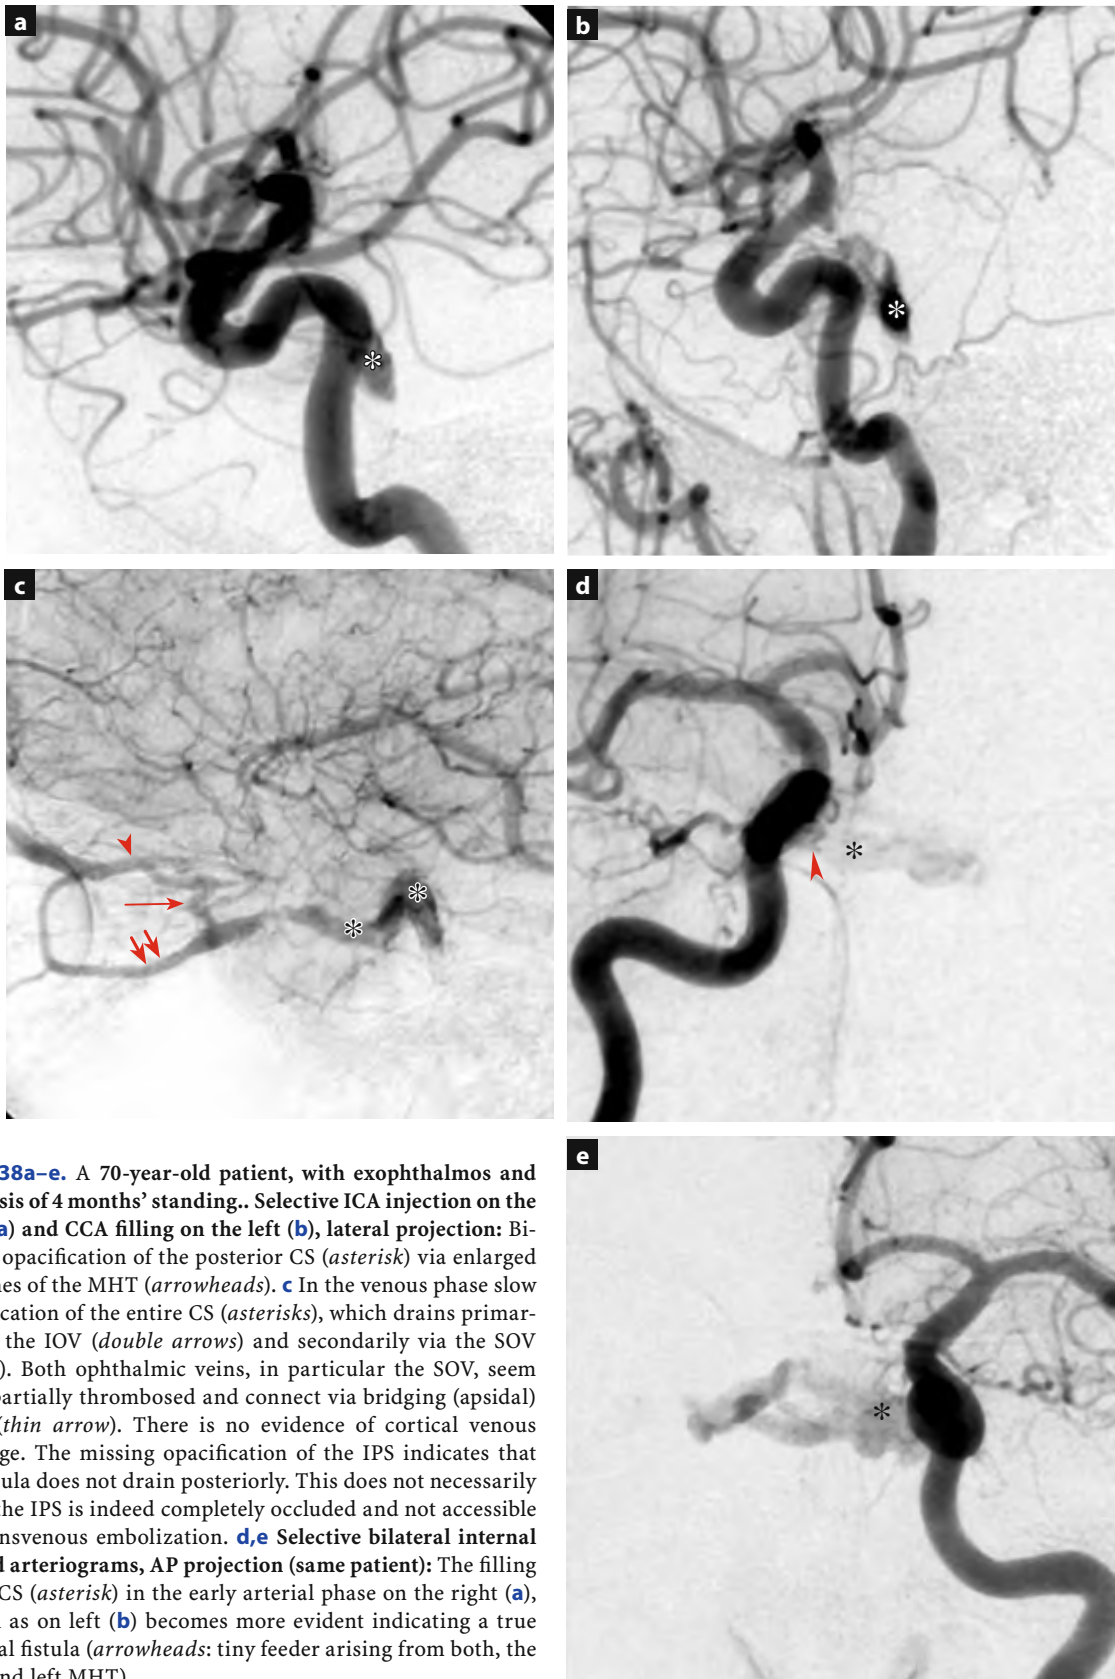 a
b
c
d
e
38a–e. A 70-year-old patient, with exophthalmos and
sis of 4 months’ standing.. Selective ICA injection on the
a) and CCA filling on the left (b), lateral projection: Bi-
opacification of the posterior CS (asterisk) via enlarged
nes of the MHT (arrowheads). c In the venous phase slow
ication of the entire CS (asterisks), which drains primar-
the IOV (double arrows) and secondarily via the SOV
). Both ophthalmic veins, in particular the SOV, seem
partially thrombosed and connect via bridging (apsidal)
(thin arrow). There is no evidence of cortical venous
ge. The missing opacification of the IPS indicates that
ula does not drain posteriorly. This does not necessarily
the IPS is indeed completely occluded and not accessible
nsvenous embolization. d,e Selective bilateral internal
d arteriograms, AP projection (same patient): The filling
CS (asterisk) in the early arterial phase on the right (a),
as on left (b) becomes more evident indicating a true
al fistula (arrowheads: tiny feeder arising from both, the
nd left MHT)